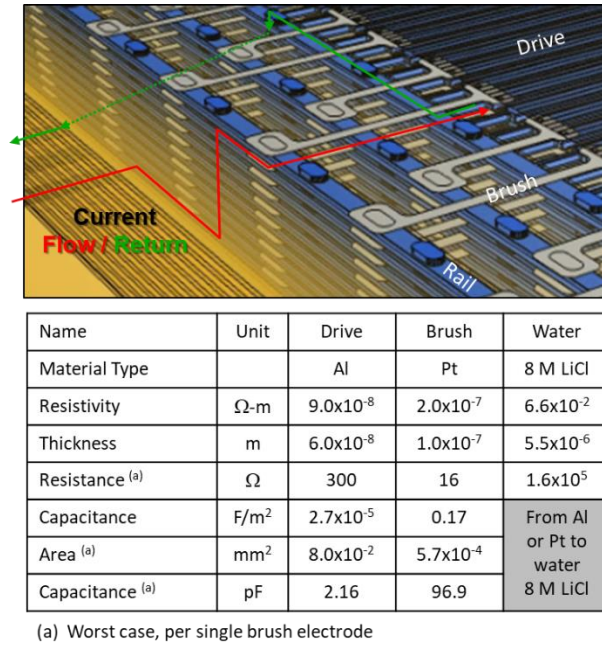 Drive
Brush
Current
Flow / Return
Rail
Name Unit Drive Brush Water
Material Type Al Pt 8 M LiCl
Resistivity Ω-m 9.0x10⁻⁸ 2.0x10⁻⁷ 6.6x10⁻²
Thickness m 6.0x10⁻⁸ 1.0x10⁻⁷ 5.5x10⁻⁶
Resistance ⁽ᵃ⁾ Ω 300 16 1.6x10⁵
Capacitance F/m² 2.7x10⁻⁵ 0.17 From Al
or Pt to
Area ⁽ᵃ⁾ mm² 8.0x10⁻² 5.7x10⁻⁴ water
Capacitance ⁽ᵃ⁾ pF 2.16 96.9 8 M LiCl
(a) Worst case, per single brush electrode